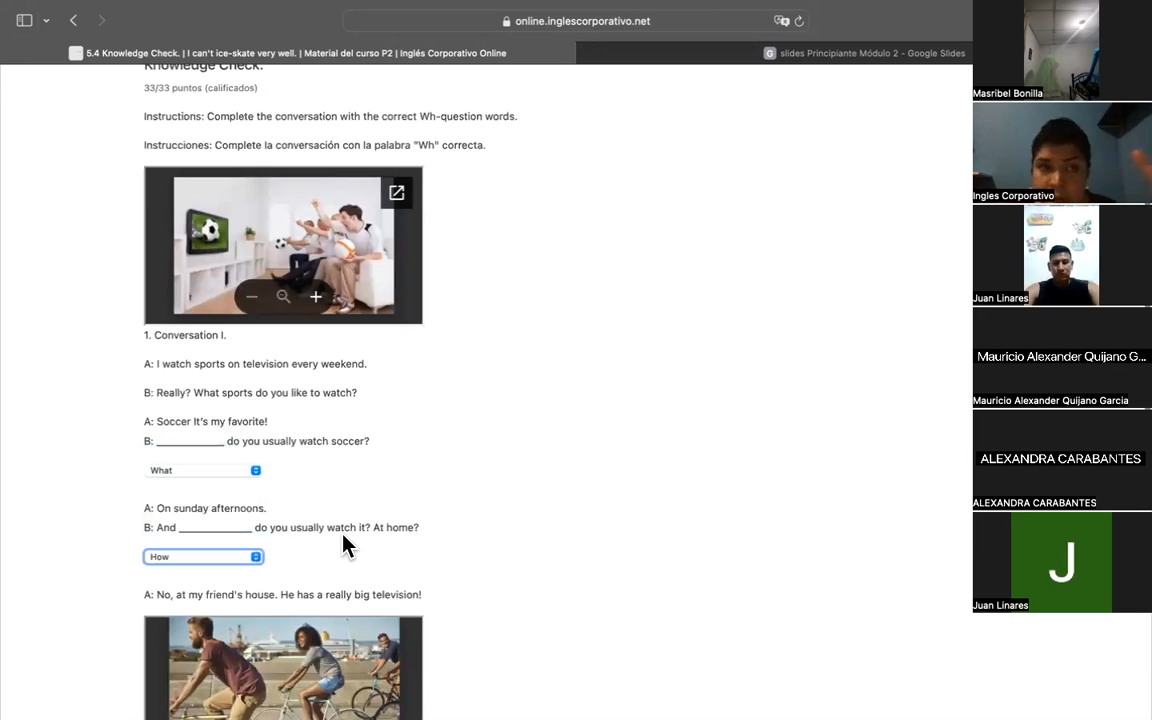 online.inglescorporativo.net
5.4 Knowledge Check. | I can't ice-skate very well. | Material del curso P2 | Inglés Corporativo Online
G slides Principiante Módulo 2 - Google Slides
Knowledge Check.
33/33 puntos (calificados)
Instructions: Complete the conversation with the correct Wh-question words.
Instrucciones: Complete la conversación con la palabra "Wh" correcta.
1. Conversation I.
A: I watch sports on television every weekend.
B: Really? What sports do you like to watch?
A: Soccer It's my favorite!
B: ____________ do you usually watch soccer?
What
A: On sunday afternoons.
B: And _____________ do you usually watch it? At home?
How
A: No, at my friend's house. He has a really big television!
Masribel Bonilla
Ingles Corporativo
Juan Linares
Mauricio Alexander Quijano G...
Mauricio Alexander Quijano Garcia
ALEXANDRA CARABANTES
ALEXANDRA CARABANTES
J
Juan Linares